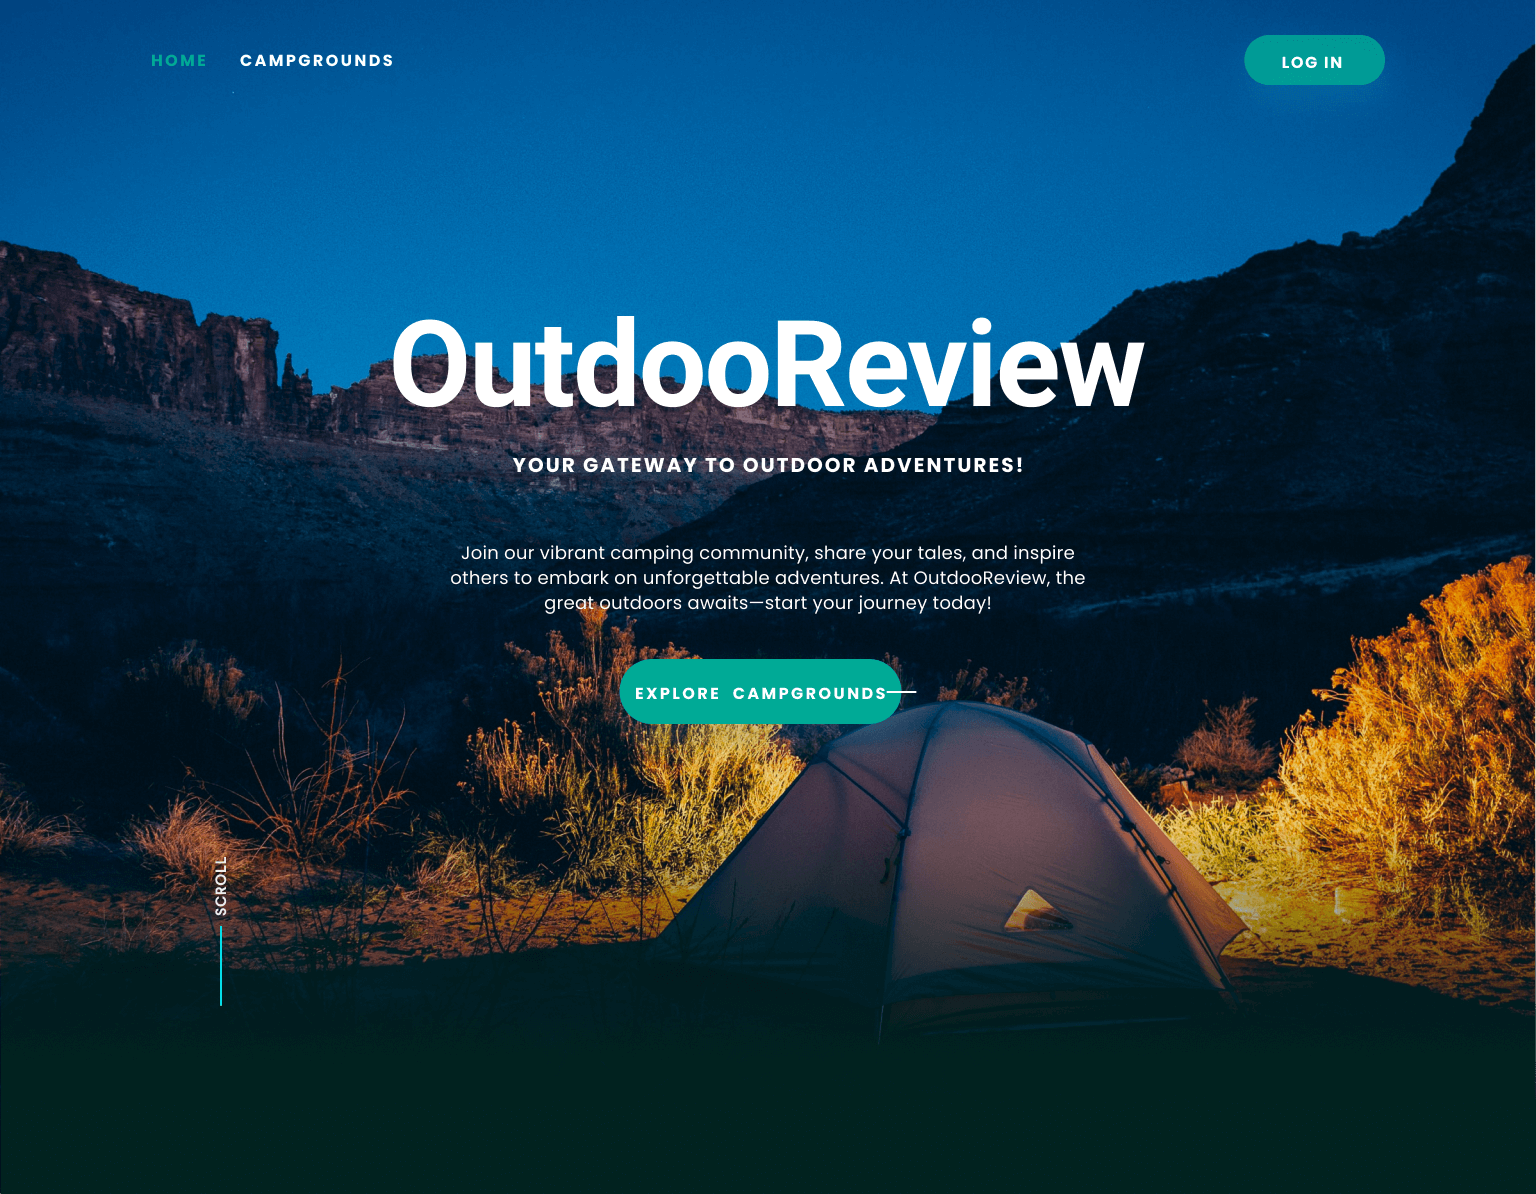 HOME
CAMPGROUNDS
LOG IN
OutdooReview
YOUR GATEWAY TO OUTDOOR ADVENTURES!
Join our vibrant camping community, share your tales, and inspire
others to embark on unforgettable adventures. At OutdooReview, the
great outdoors awaits—start your journey today!
EXPLORE CAMPGROUNDS
SCROLL